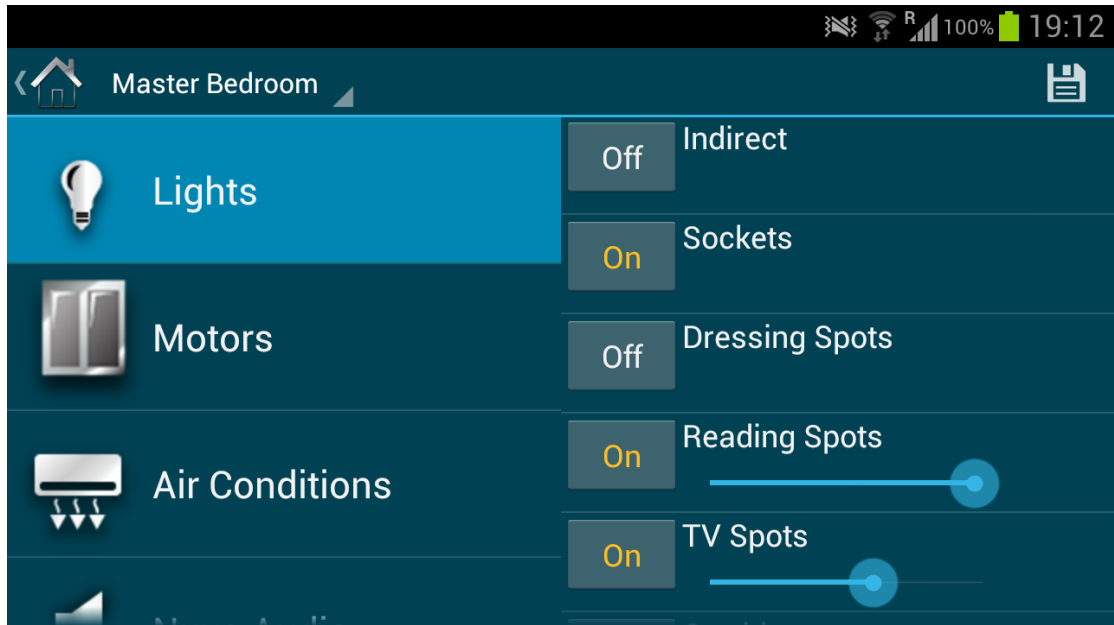 R 100% 19:12
Master Bedroom
Lights
Motors
Air Conditions
Off Indirect
On Sockets
Off Dressing Spots
On Reading Spots
On TV Spots